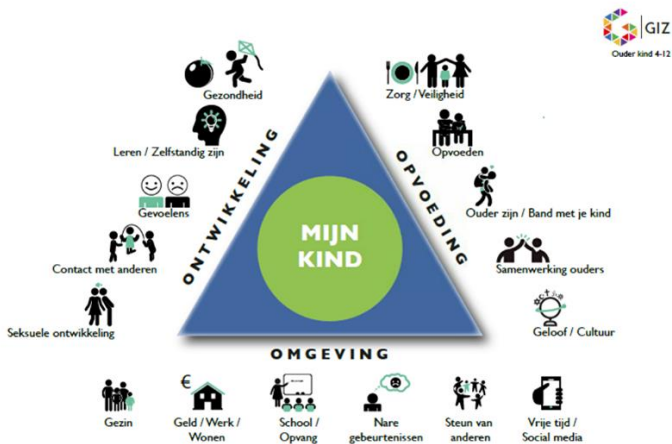 GIZ
Ouder kind 4-12
Gezondheid
Leren / Zelfstandig zijn
Gevoelens
Contact met anderen
Seksuele ontwikkeling
ONTWIKKELING
MIJN
KIND
OPVOEDING
Zorg / Veiligheid
Opvoeden
Ouder zijn / Band met je kind
Samenwerking ouders
Geloof / Cultuur
OMGEVING
€
Gezin
Geld / Werk /
Wonen
School /
Opvang
Nare
gebeurtenissen
Steun van
anderen
Vrije tijd /
Social media